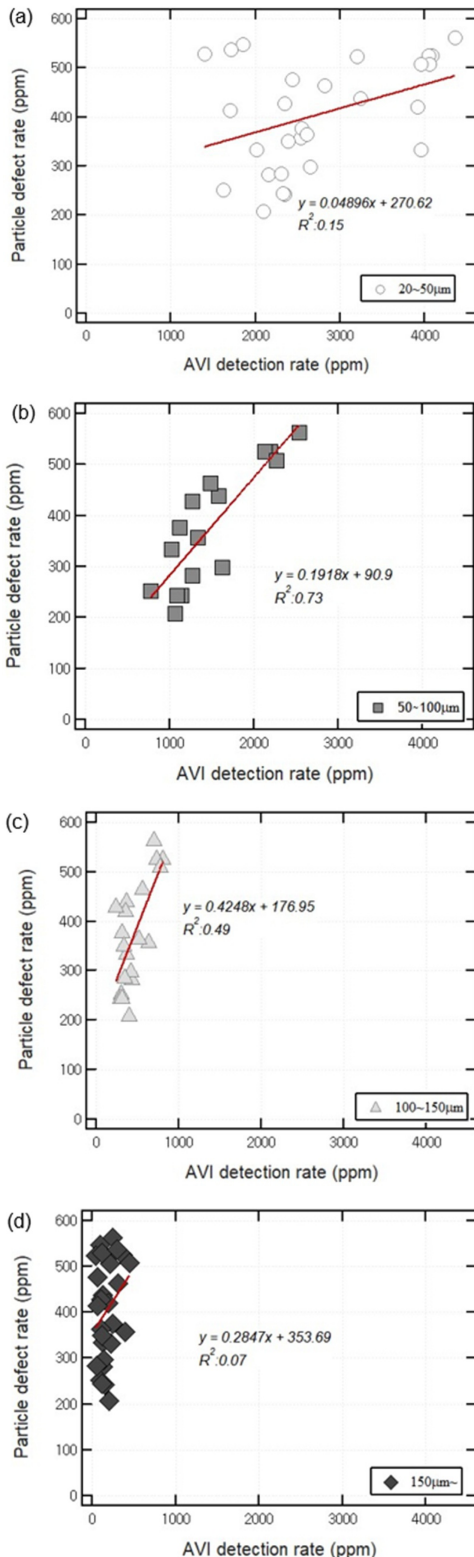 (a)
600
500
400
300
200
100
0
Particle defect rate (ppm)
y = 0.04896x + 270.62
R²:0.15
20~50μm
0 1000 2000 3000 4000
AVI detection rate (ppm)
(b)
600
500
400
300
200
100
0
Particle defect rate (ppm)
y = 0.1918x + 90.9
R²:0.73
50~100μm
0 1000 2000 3000 4000
AVI detection rate (ppm)
(c)
600
500
400
300
200
100
0
Particle defect rate (ppm)
y = 0.4248x + 176.95
R²:0.49
100~150μm
0 1000 2000 3000 4000
AVI detection rate (ppm)
(d)
600
500
400
300
200
100
0
Particle defect rate (ppm)
y = 0.2847x + 353.69
R²:0.07
150μm~
0 1000 2000 3000 4000
AVI detection rate (ppm)